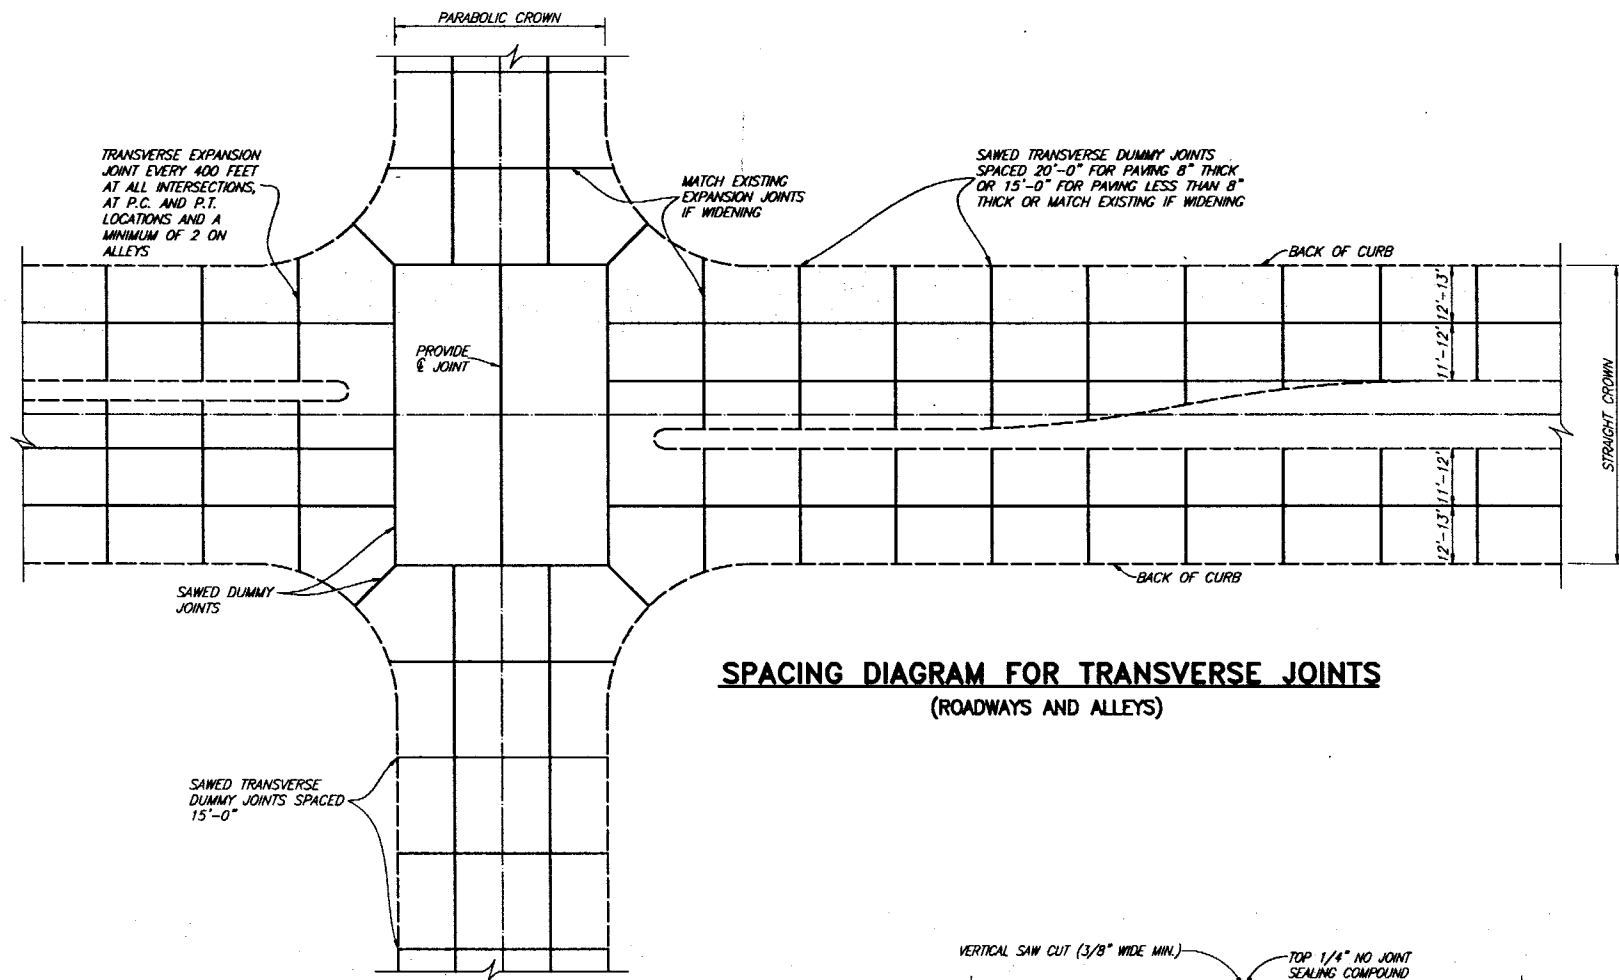 PARABOLIC CROWN
TRANSVERSE EXPANSION
JOINT EVERY 400 FEET
AT ALL INTERSECTIONS,
AT P.C. AND P.T.
LOCATIONS AND A
MINIMUM OF 2 ON
ALLEYS
MATCH EXISTING
EXPANSION JOINTS
IF WIDENING
SAWED TRANSVERSE DUMMY JOINTS
SPACED 20'-0" FOR PAVING 8" THICK
OR 15'-0" FOR PAVING LESS THAN 8"
THICK OR MATCH EXISTING IF WIDENING
BACK OF CURB
12'-13'
11'-12'
PROVIDE
℄ JOINT
STRAIGHT CROWN
11'-12'
12'-13'
BACK OF CURB
SAWED DUMMY
JOINTS
SPACING DIAGRAM FOR TRANSVERSE JOINTS
(ROADWAYS AND ALLEYS)
SAWED TRANSVERSE
DUMMY JOINTS SPACED
15'-0"
VERTICAL SAW CUT (3/8" WIDE MIN.)
TOP 1/4" NO JOINT
SEALING COMPOUND